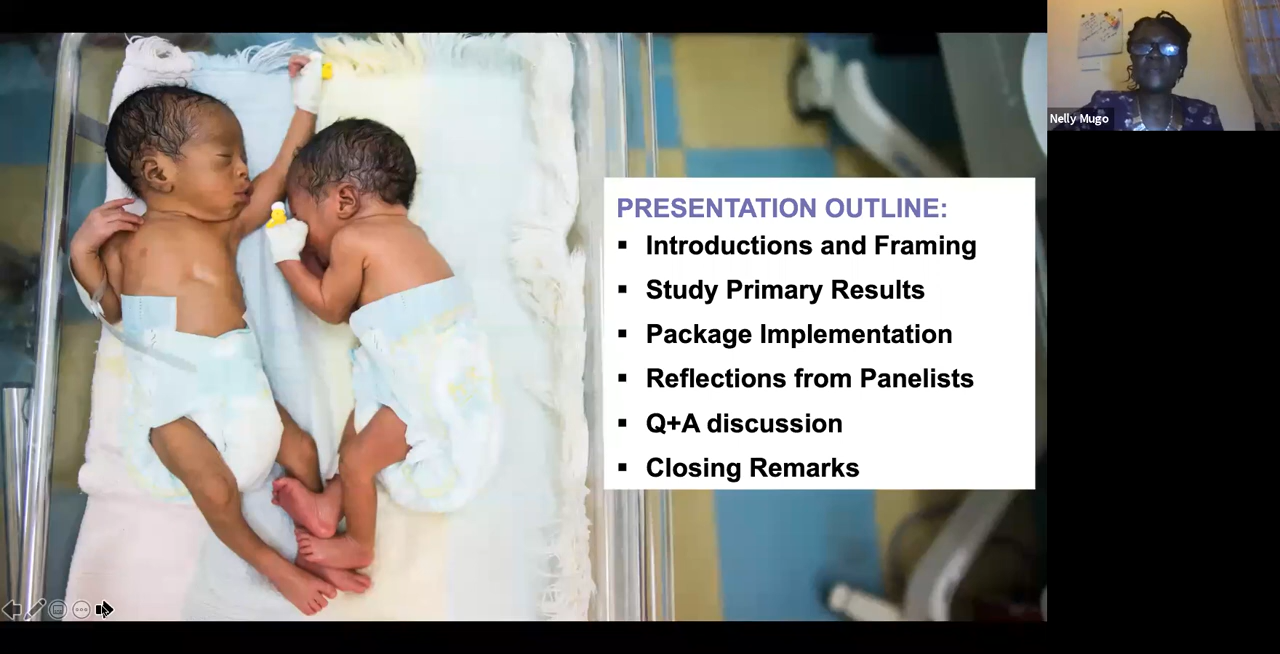 PRESENTATION OUTLINE:
▪ Introductions and Framing
▪ Study Primary Results
▪ Package Implementation
▪ Reflections from Panelists
▪ Q+A discussion
▪ Closing Remarks
Nelly Mugo